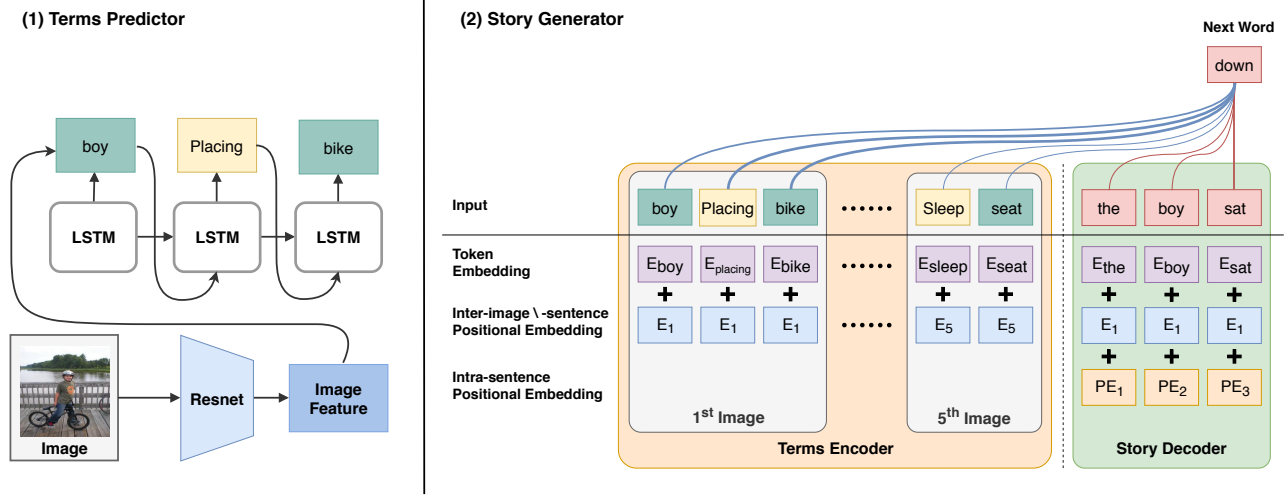 (1) Terms Predictor
boy
Placing
bike
LSTM
LSTM
LSTM
Image
Resnet
Image
Feature
(2) Story Generator
Next Word
down
Input
boy
Placing
bike
......
Sleep
seat
the
boy
sat
Token
Embedding
Eboy
Eplacing
Ebike
......
Esleep
Eseat
Ethe
Eboy
Esat
+
+
+
+
+
+
+
+
Inter-image \ -sentence
Positional Embedding
E1
E1
E1
......
E5
E5
E1
E1
E1
+
+
+
Intra-sentence
Positional Embedding
PE1
PE2
PE3
1st Image
5th Image
Terms Encoder
Story Decoder